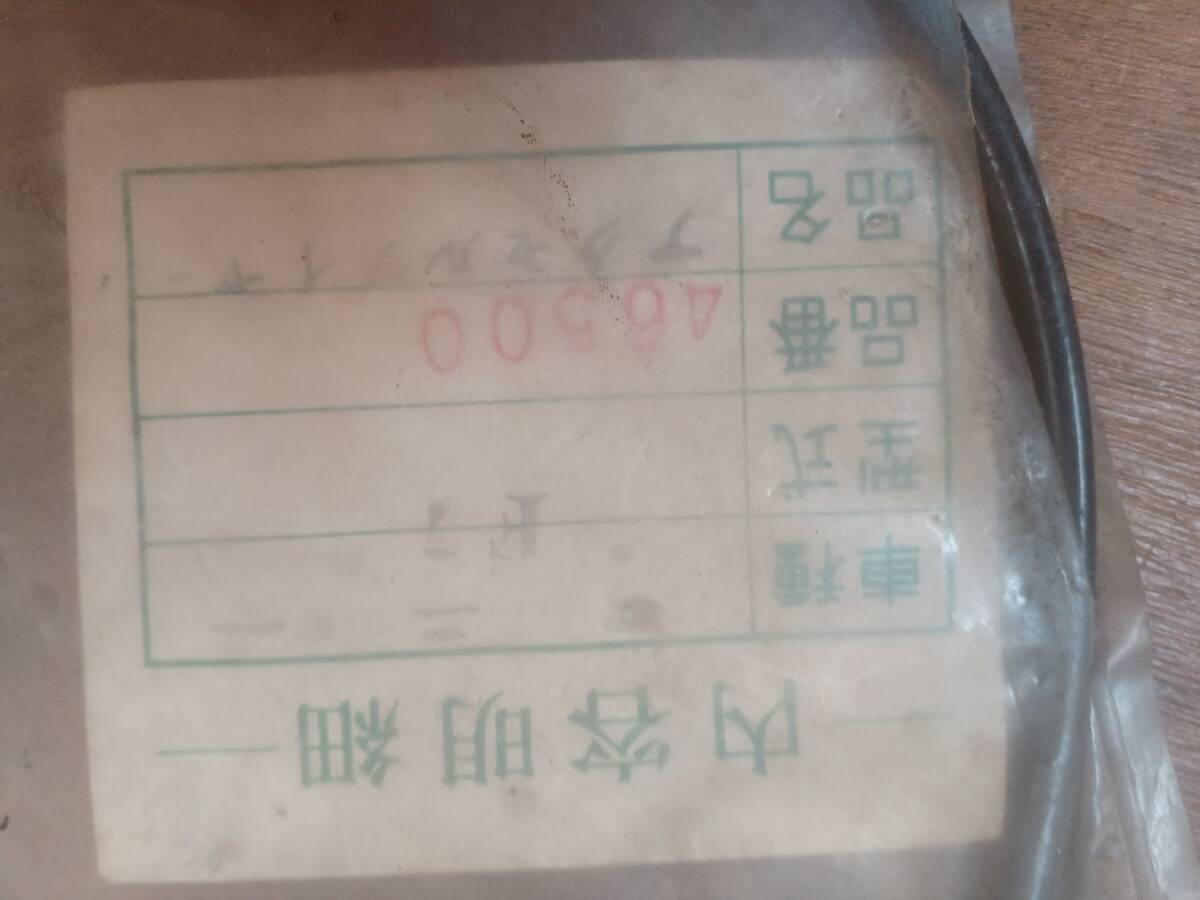 内容明細
車種
型式
品番 46500
品名 アクセルワイヤー